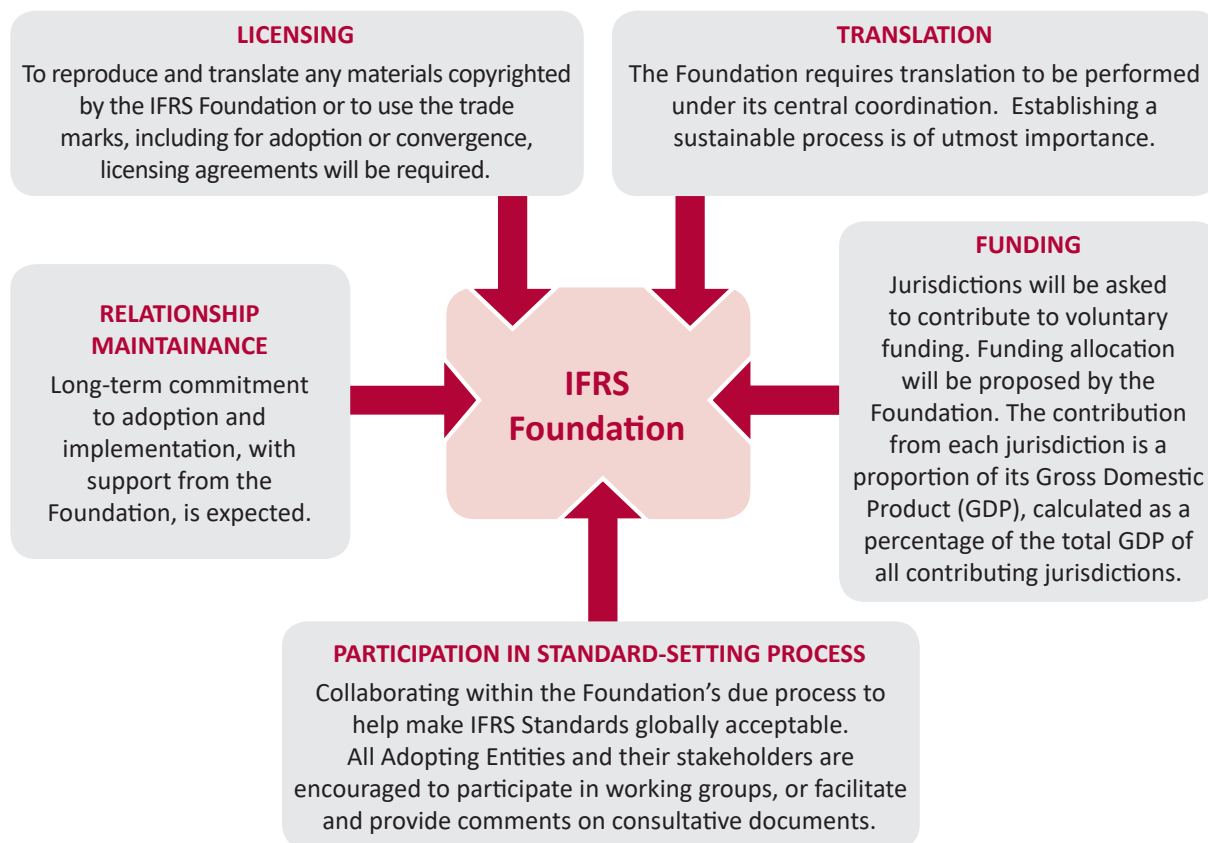 LICENSING
To reproduce and translate any materials copyrighted
by the IFRS Foundation or to use the trade
marks, including for adoption or convergence,
licensing agreements will be required.
TRANSLATION
The Foundation requires translation to be performed
under its central coordination.  Establishing a
sustainable process is of utmost importance.
RELATIONSHIP
MAINTAINANCE
Long-term commitment
to adoption and
implementation, with
support from the
Foundation, is expected.
IFRS
Foundation
FUNDING
Jurisdictions will be asked
to contribute to voluntary
funding. Funding allocation
will be proposed by the
Foundation. The contribution
from each jurisdiction is a
proportion of its Gross Domestic
Product (GDP), calculated as a
percentage of the total GDP of
all contributing jurisdictions.
PARTICIPATION IN STANDARD-SETTING PROCESS
Collaborating within the Foundation’s due process to
help make IFRS Standards globally acceptable.
All Adopting Entities and their stakeholders are
encouraged to participate in working groups, or facilitate
and provide comments on consultative documents.